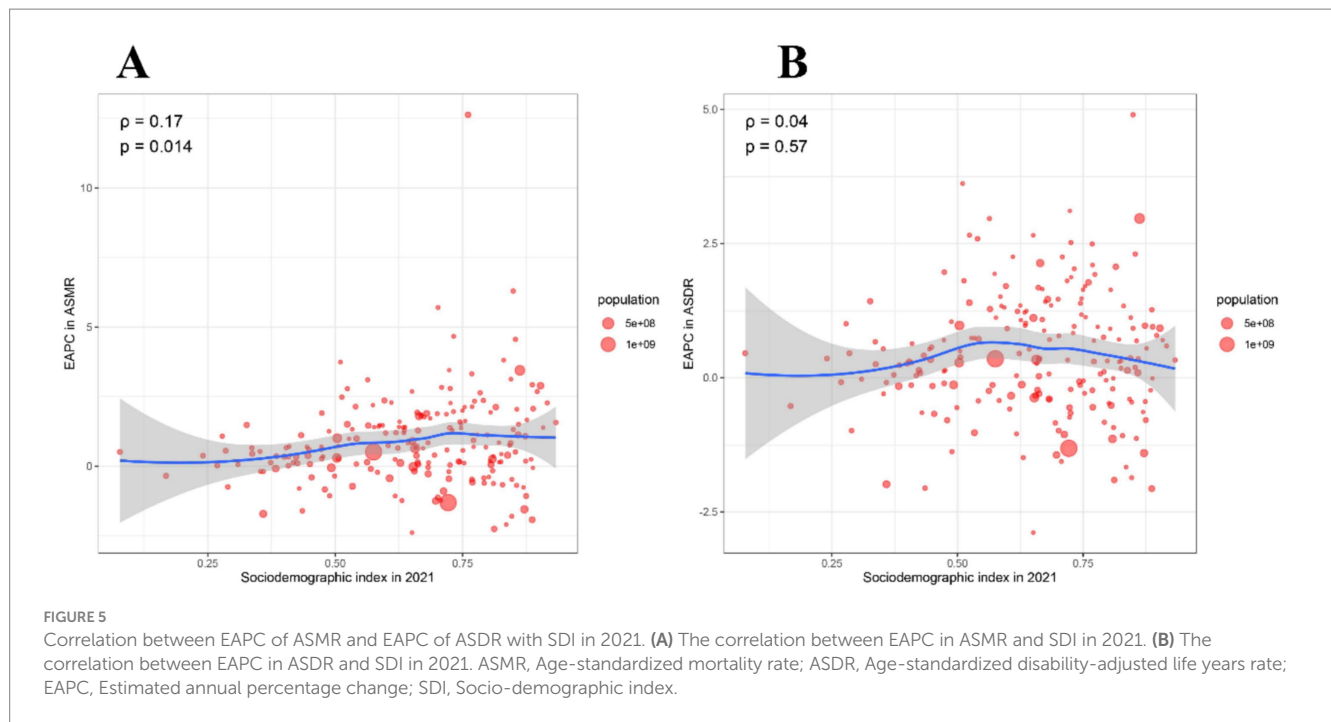 A
ρ = 0.17
p = 0.014
10
5
0
EAPC in ASMR
0.25
0.50
0.75
Sociodemographic index in 2021
population
5e+08
1e+09
B
ρ = 0.04
p = 0.57
5.0
2.5
0.0
-2.5
EAPC in ASDR
0.25
0.50
0.75
Sociodemographic index in 2021
population
5e+08
1e+09
FIGURE 5
Correlation between EAPC of ASMR and EAPC of ASDR with SDI in 2021. (A) The correlation between EAPC in ASMR and SDI in 2021. (B) The
correlation between EAPC in ASDR and SDI in 2021. ASMR, Age-standardized mortality rate; ASDR, Age-standardized disability-adjusted life years rate;
EAPC, Estimated annual percentage change; SDI, Socio-demographic index.